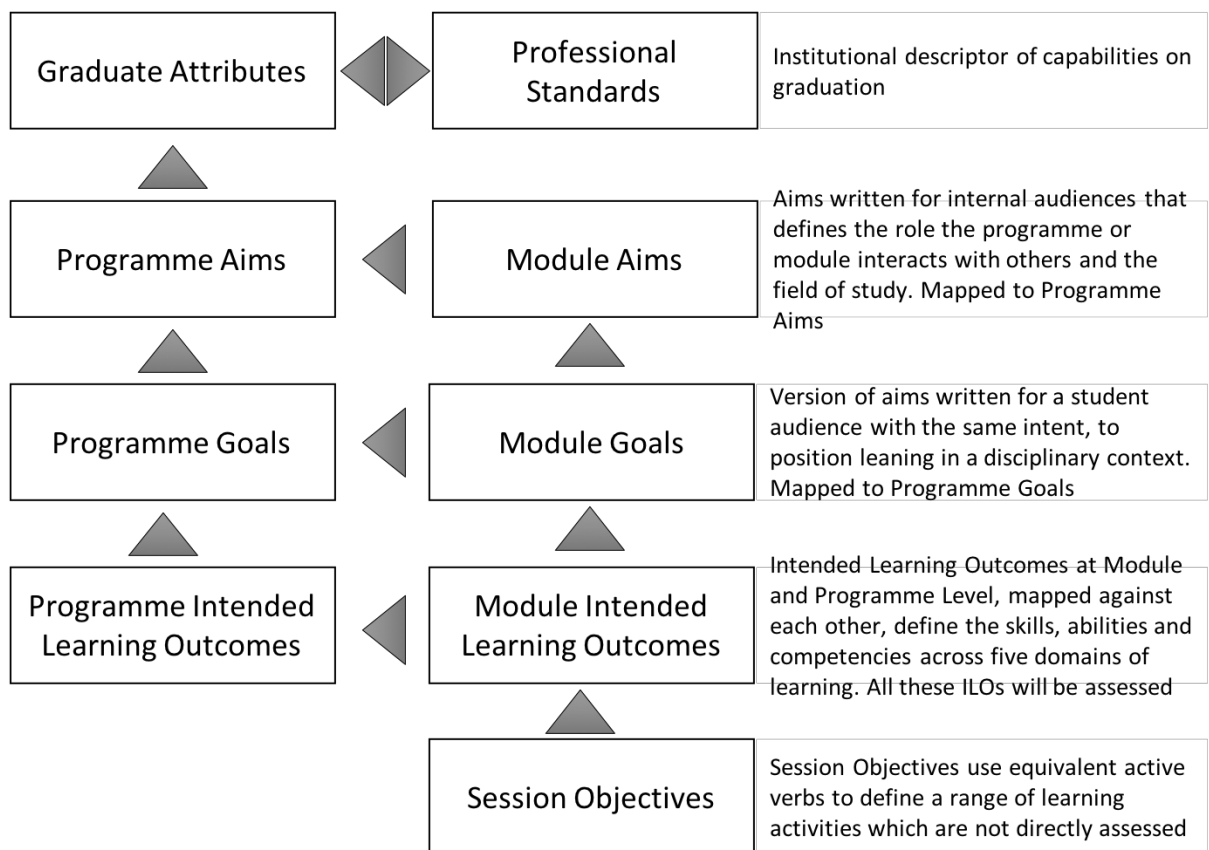 Graduate Attributes
Professional
Standards
Institutional descriptor of capabilities on
graduation
Programme Aims
Module Aims
Aims written for internal audiences that
defines the role the programme or
module interacts with others and the
field of study. Mapped to Programme
Aims
Programme Goals
Module Goals
Version of aims written for a student
audience with the same intent, to
position leaning in a disciplinary context.
Mapped to Programme Goals
Programme Intended
Learning Outcomes
Module Intended
Learning Outcomes
Intended Learning Outcomes at Module
and Programme Level, mapped against
each other, define the skills, abilities and
competencies across five domains of
learning. All these ILOs will be assessed
Session Objectives
Session Objectives use equivalent active
verbs to define a range of learning
activities which are not directly assessed